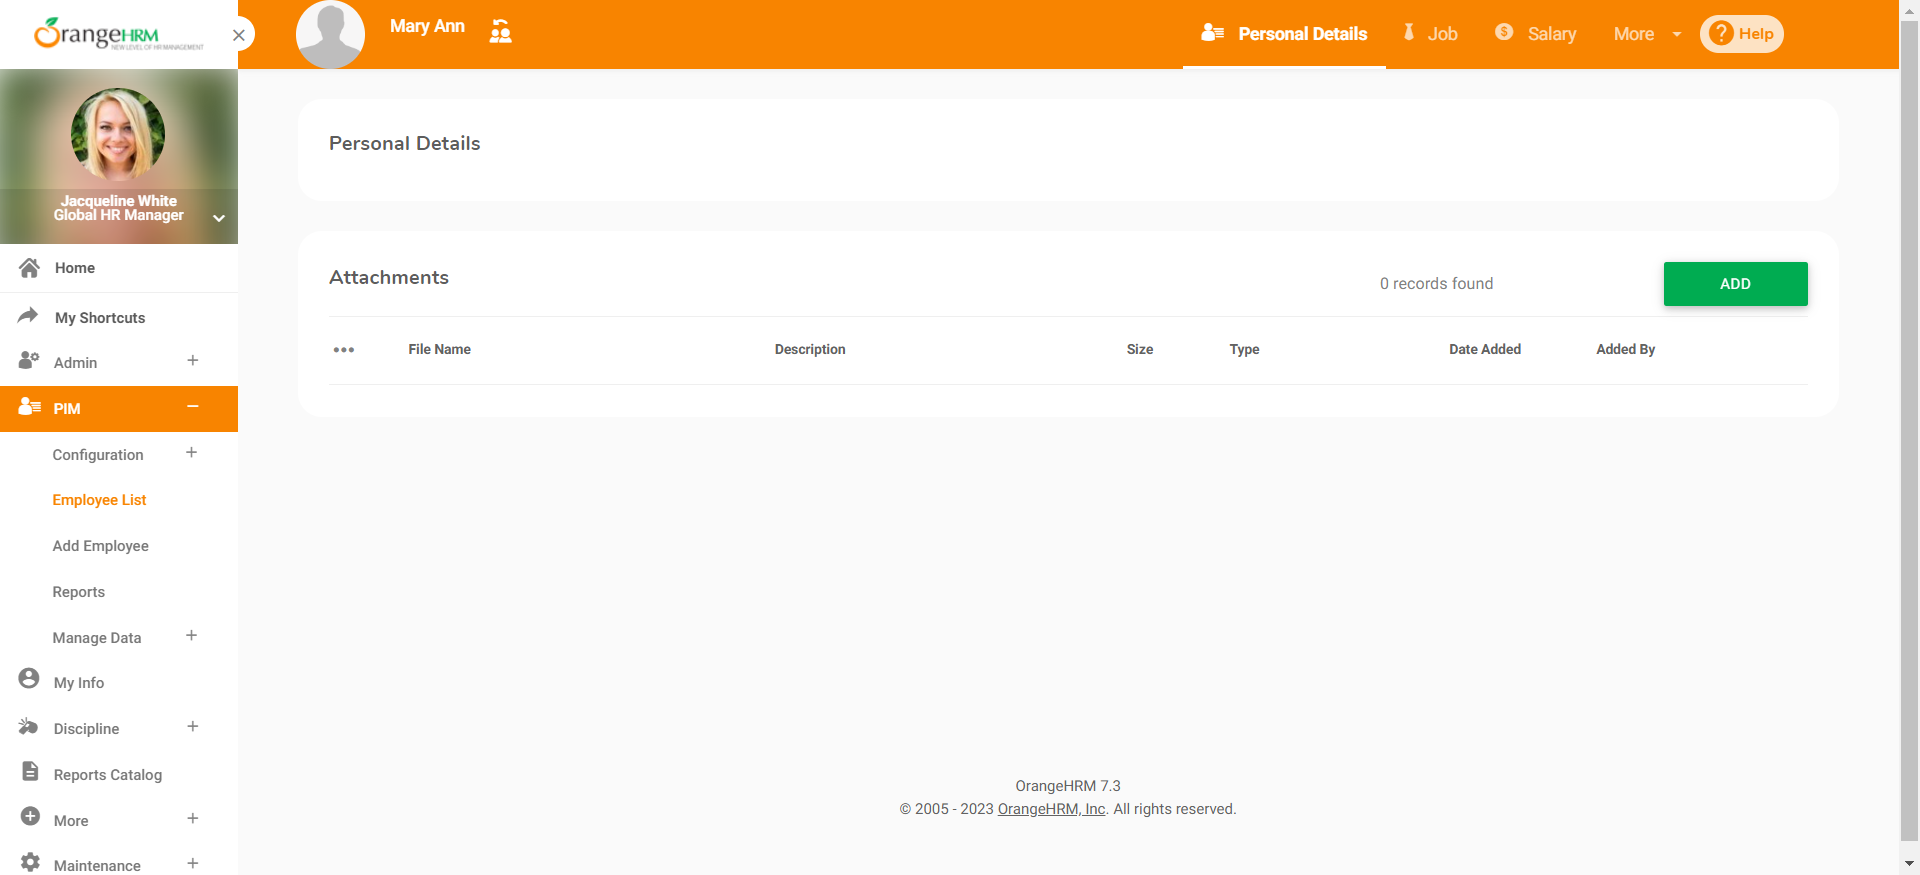 OrangeHRM
NEW LEVEL OF HR MANAGEMENT
Mary Ann
Personal Details
Job
Salary
More
? Help
Jacqueline White
Global HR Manager
Home
My Shortcuts
Admin
PIM
Configuration
Employee List
Add Employee
Reports
Manage Data
My Info
Discipline
Reports Catalog
More
Maintenance
Personal Details
Attachments
0 records found
ADD
File Name Description Size Type Date Added Added By
OrangeHRM 7.3
© 2005 - 2023 OrangeHRM, Inc. All rights reserved.